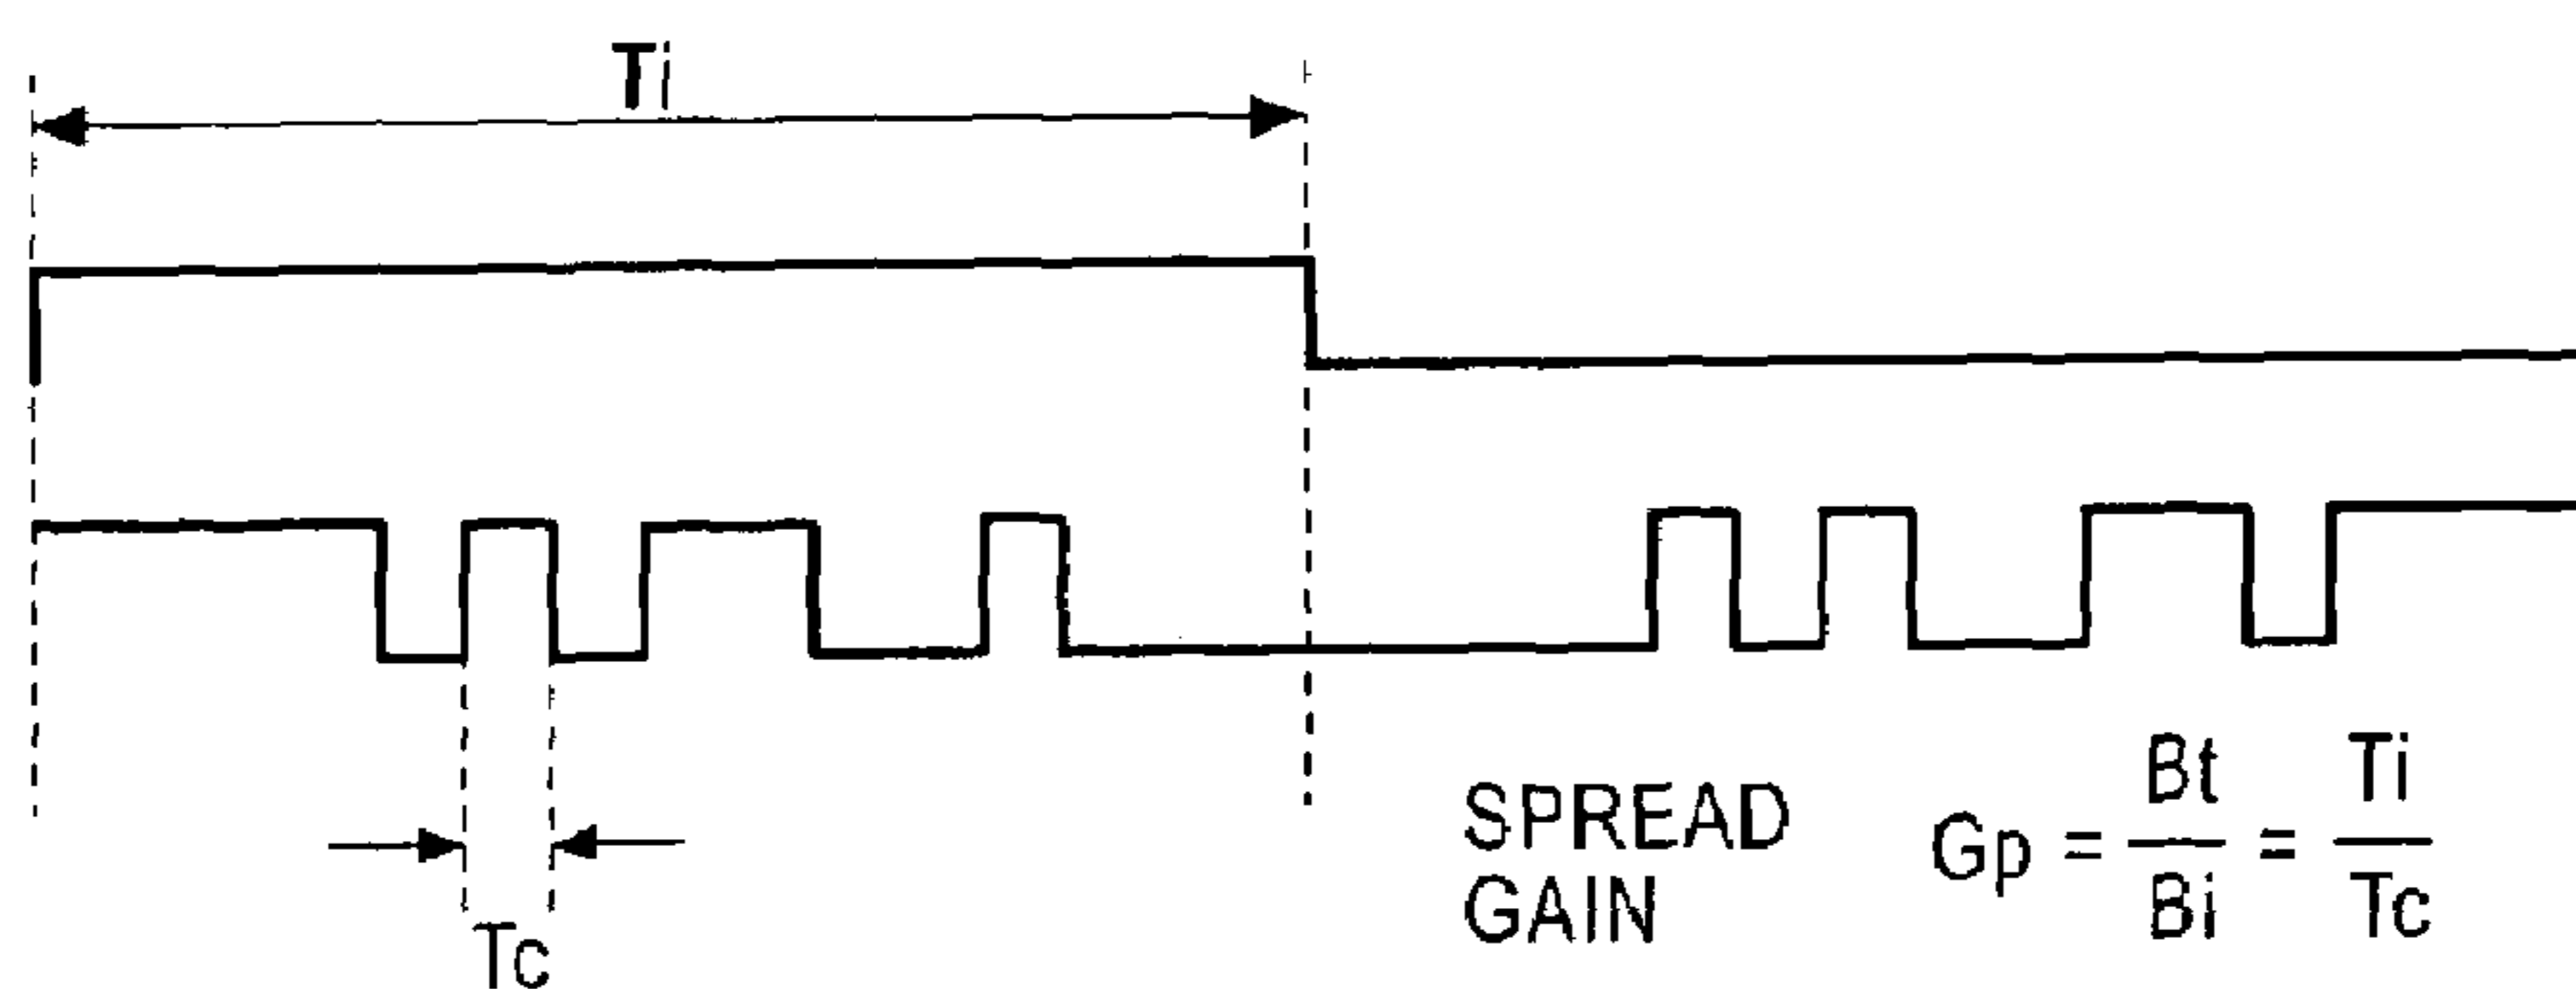 Ti
SPREAD
GAIN
Gp = Bt/Bi = Ti/Tc
Tc